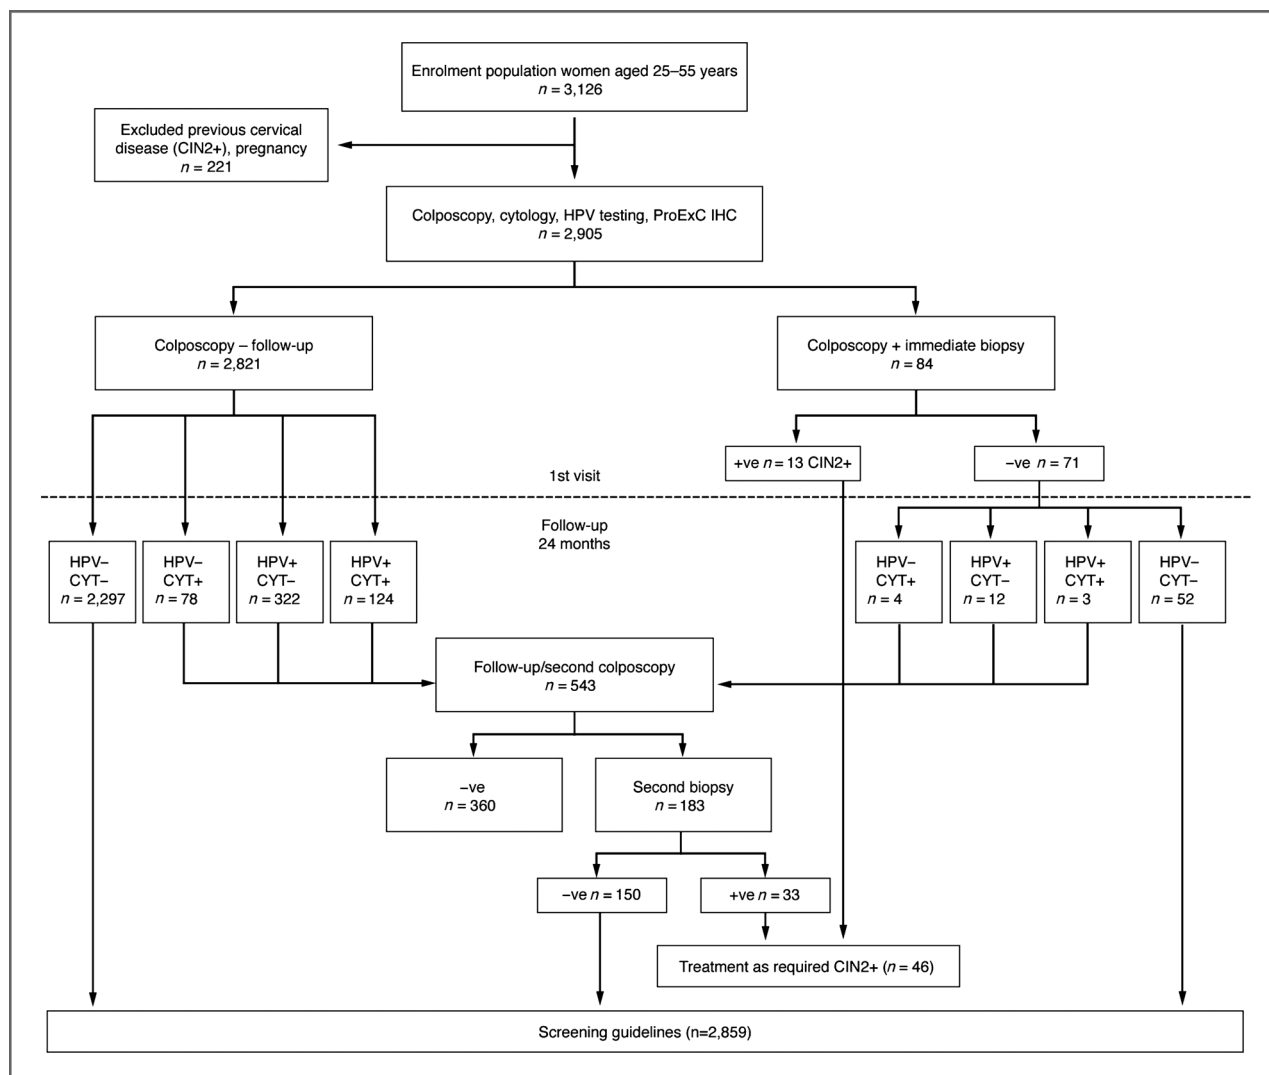 Enrolment population women aged 25–55 years
n = 3,126
Excluded previous cervical
disease (CIN2+), pregnancy
n = 221
Colposcopy, cytology, HPV testing, ProExC IHC
n = 2,905
Colposcopy – follow-up
n = 2,821
Colposcopy + immediate biopsy
n = 84
+ve n = 13 CIN2+
–ve n = 71
1st visit
Follow-up
24 months
HPV–
CYT–
n = 2,297
HPV–
CYT+
n = 78
HPV+
CYT–
n = 322
HPV+
CYT+
n = 124
HPV–
CYT+
n = 4
HPV+
CYT–
n = 12
HPV+
CYT+
n = 3
HPV–
CYT–
n = 52
Follow-up/second colposcopy
n = 543
–ve
n = 360
Second biopsy
n = 183
–ve n = 150
+ve n = 33
Treatment as required CIN2+ (n = 46)
Screening guidelines (n=2,859)